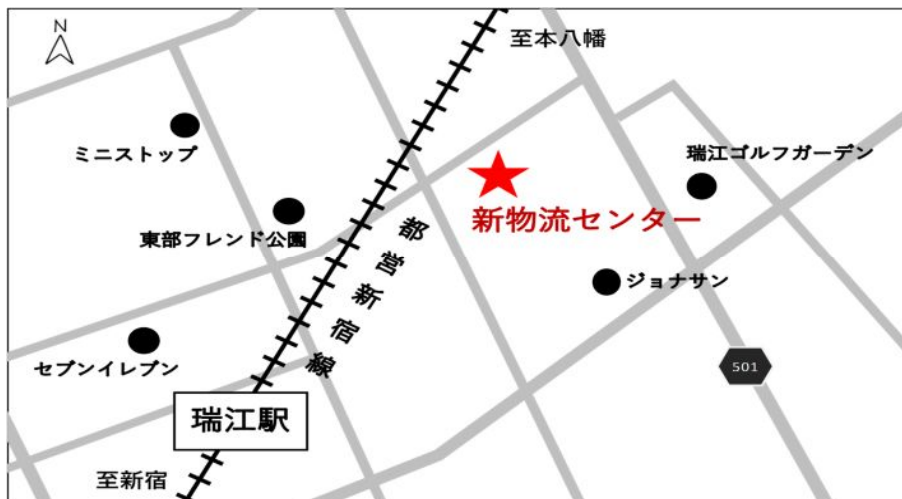 N
至本八幡
ミニストップ
瑞江ゴルフガーデン
新物流センター
東部フレンド公園
都営新宿線
ジョナサン
セブンイレブン
501
瑞江駅
至新宿